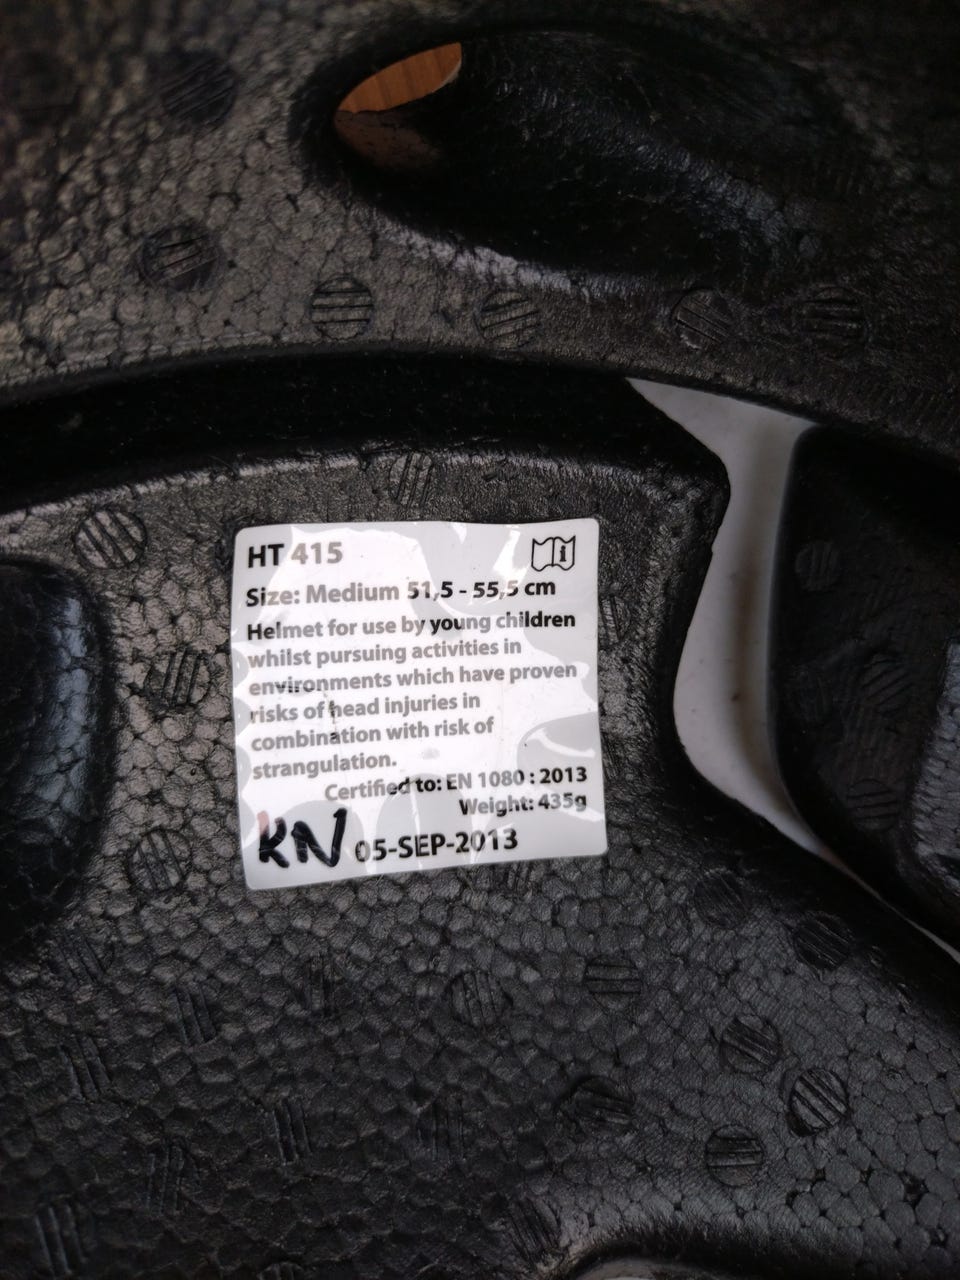 HT 415
Size: Medium 51,5 - 55,5 cm
Helmet for use by young children
whilst pursuing activities in
environments which have proven
risks of head injuries in
combination with risk of
strangulation.
Certified to: EN 1080 : 2013
Weight: 435g
KN 05-SEP-2013